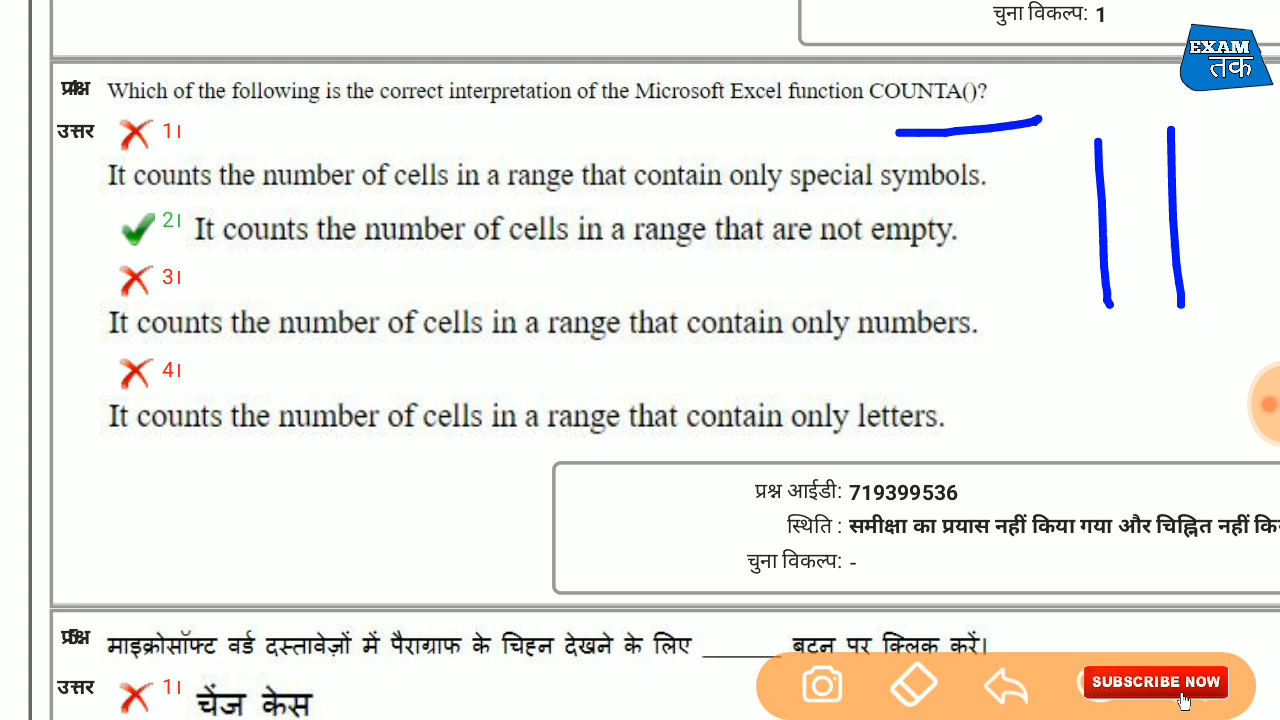 चुना विकल्प: 1
EXAM
तक
Which of the following is the correct interpretation of the Microsoft Excel function COUNTA()?
उत्तर 1।
It counts the number of cells in a range that contain only special symbols.
2। It counts the number of cells in a range that are not empty.
3।
It counts the number of cells in a range that contain only numbers.
4।
It counts the number of cells in a range that contain only letters.
प्रश्न आईडी: 719399536
स्थिति : समीक्षा का प्रयास नहीं किया गया और चिह्नित नहीं
चुना विकल्प: -
माइक्रोसॉफ्ट वर्ड दस्तावेज़ों में पैराग्राफ के चिह्न देखने के लिए ______ बटन पर क्लिक करें।
उत्तर 1। चेंज केस
SUBSCRIBE NOW